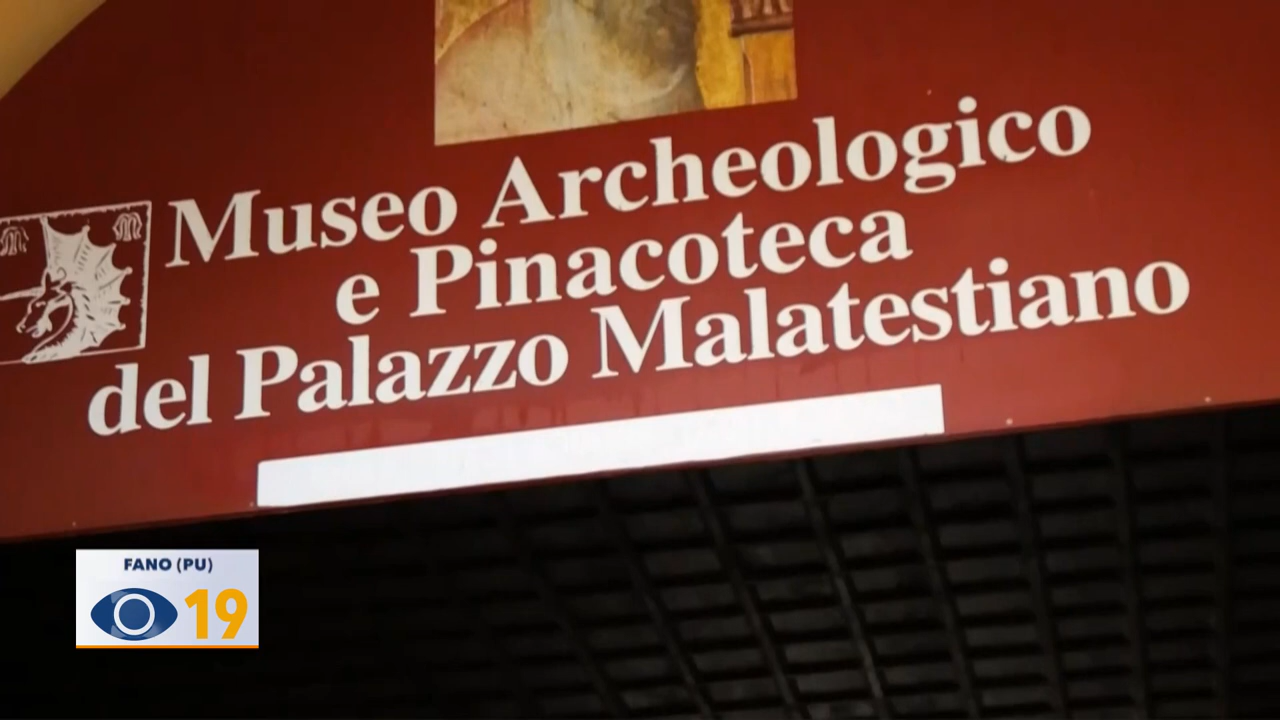 Museo Archeologico
e Pinacoteca
del Palazzo Malatestiano
FANO (PU)
19